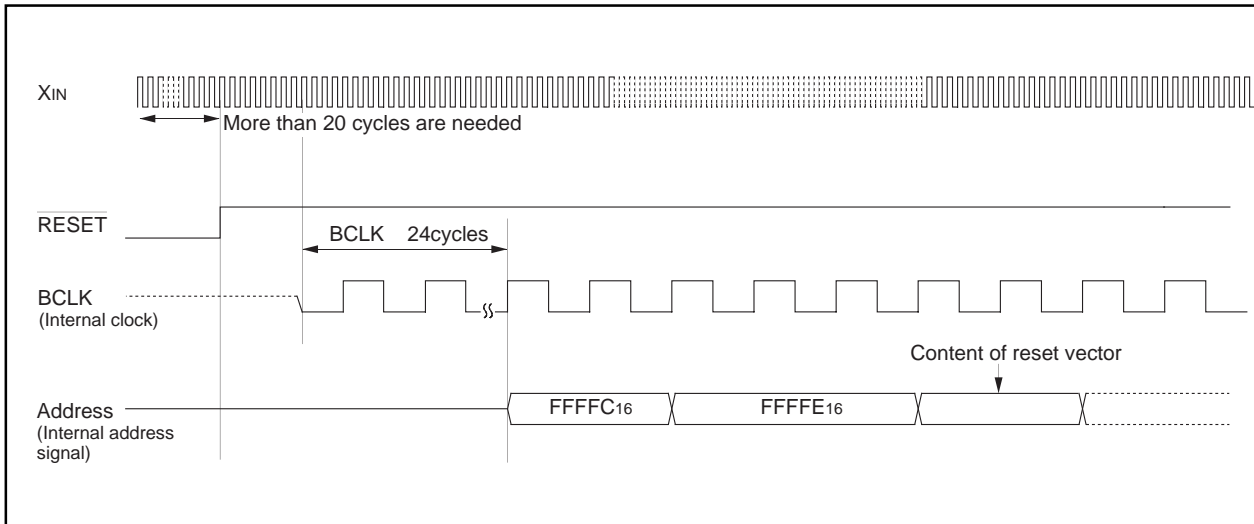 XIN
More than 20 cycles are needed
RESET
BCLK 24cycles
BCLK
(Internal clock)
Content of reset vector
Address
(Internal address
signal)
FFFFC16
FFFFE16